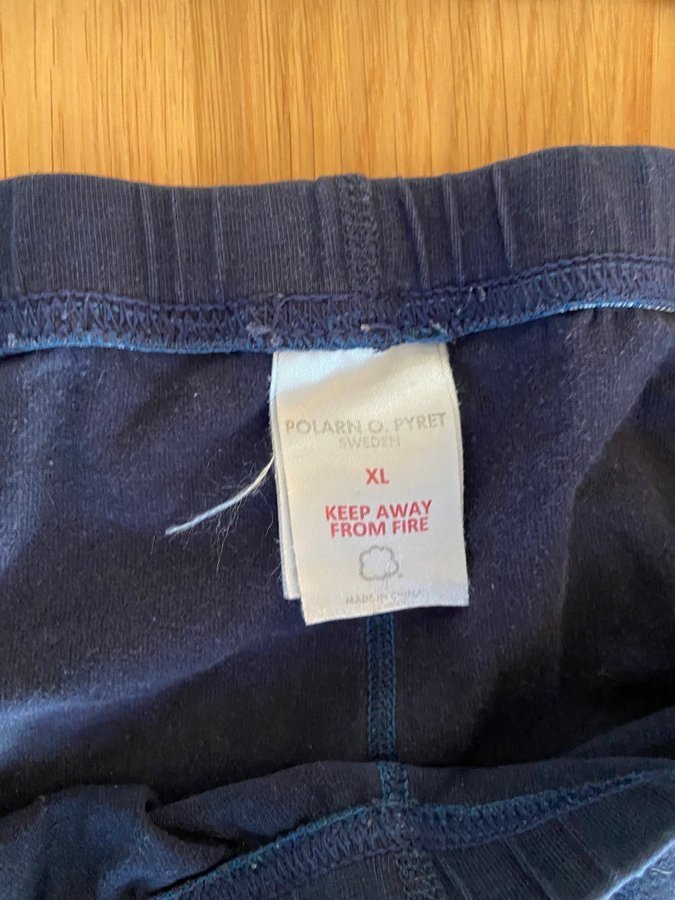 POLARN O. PYRET
SWEDEN
XL
KEEP AWAY
FROM FIRE
MADE IN CHINA